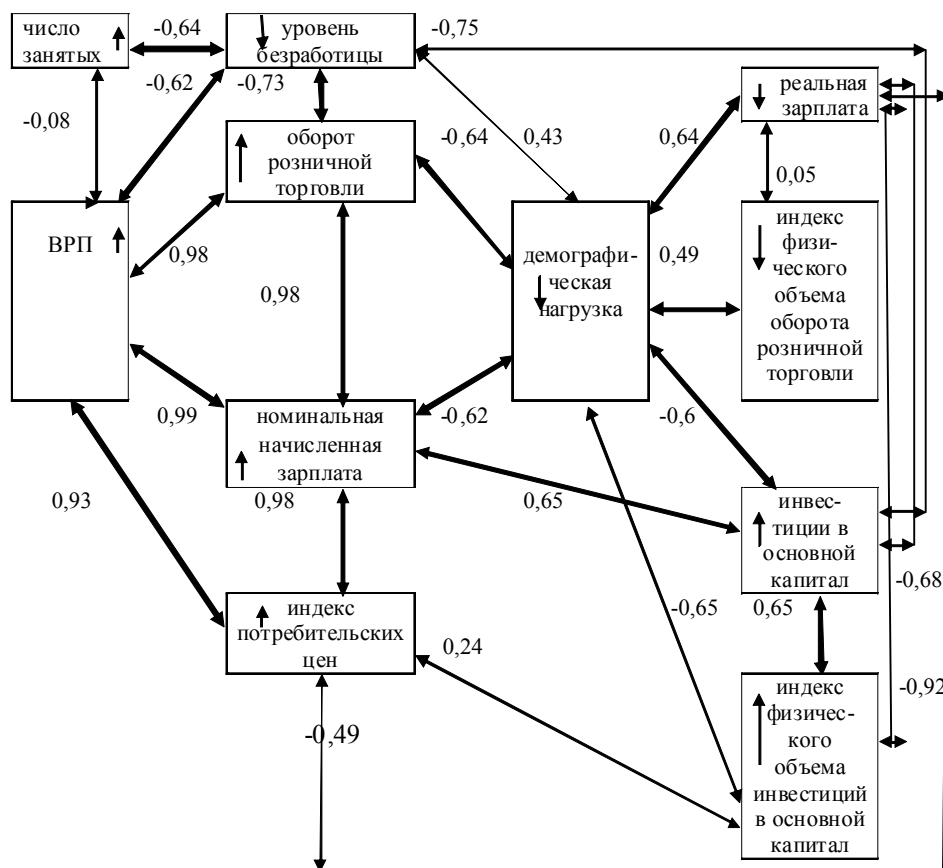 число
занятых
-0,64
уровень
безработицы
-0,75
-0,08
-0,62
-0,73
оборот
розничной
торговли
-0,64
0,43
0,64
реальная
зарплата
0,05
ВРП
0,98
0,98
демографи-
ческая
нагрузка
0,49
индекс
физи-
ческого
объема
оборота
розничной
торговли
0,99
номинальная
начисленная
зарплата
-0,62
-0,6
0,93
0,98
0,65
инвес-
тиции в
основной
капитал
-0,68
индекс
потребительских
цен
0,24
-0,65
0,65
-0,92
индекс
физичес-
кого
объема
инвестиций
в основной
капитал
-0,49